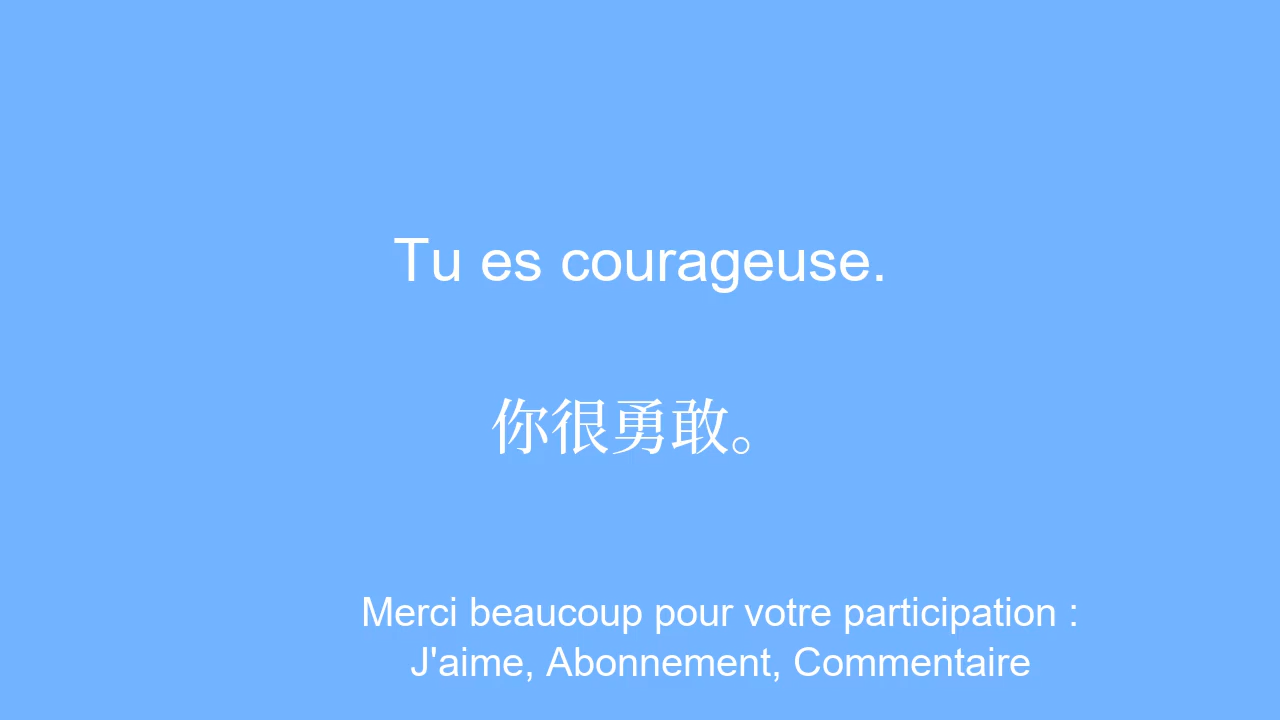 Tu es courageuse.
你很勇敢。
Merci beaucoup pour votre participation :
J'aime, Abonnement, Commentaire